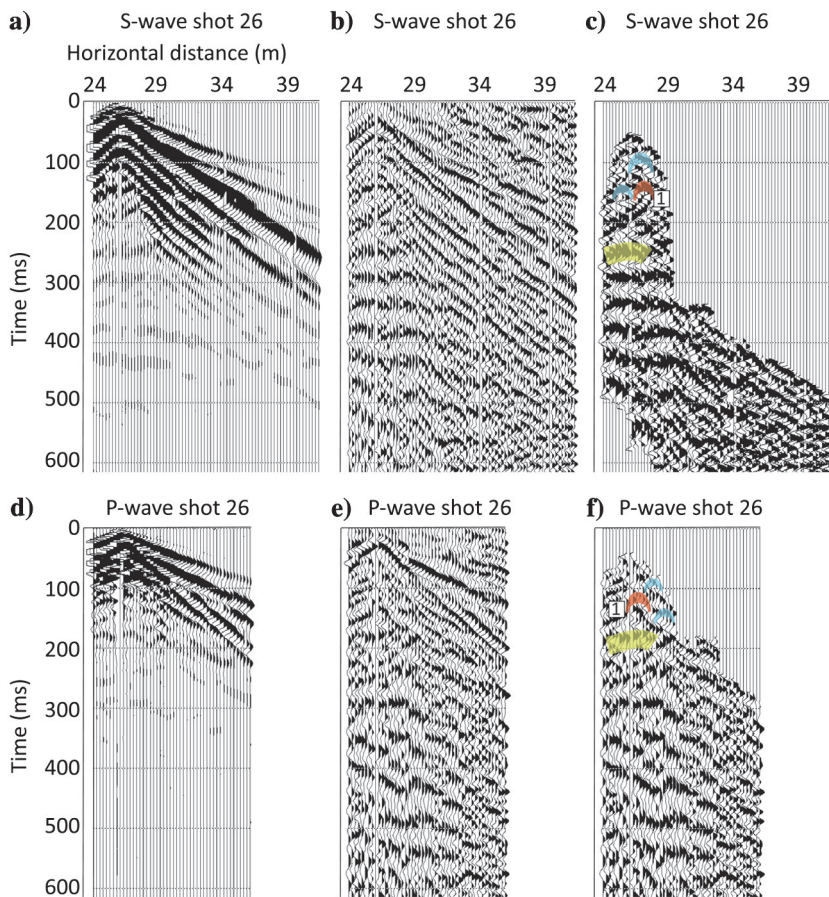 a) S-wave shot 26 b) S-wave shot 26 c) S-wave shot 26
Horizontal distance (m)
24 29 34 39 24 29 34 39 24 29 34 39
0
100
200
300
400
500
600
Time (ms)
1
d) P-wave shot 26 e) P-wave shot 26 f) P-wave shot 26
0
100
200
300
400
500
600
Time (ms)
1